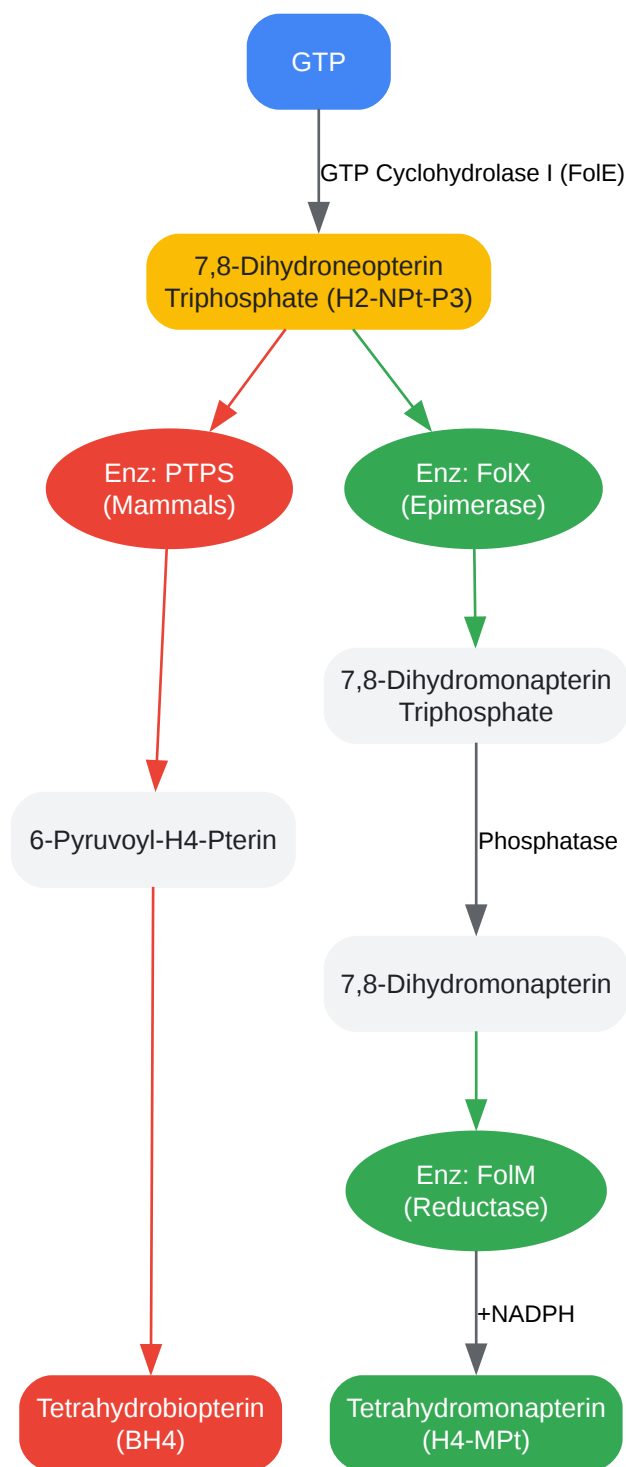 GTP
GTP Cyclohydrolase I (FolE)
7,8-Dihydroneopterin
Triphosphate (H2-NPt-P3)
Enz: PTPS
(Mammals)
Enz: FolX
(Epimerase)
7,8-Dihydromonapterin
Triphosphate
6-Pyruvoyl-H4-Pterin
Phosphatase
7,8-Dihydromonapterin
Enz: FolM
(Reductase)
+NADPH
Tetrahydrobiopterin
(BH4)
Tetrahydromonapterin
(H4-MPt)